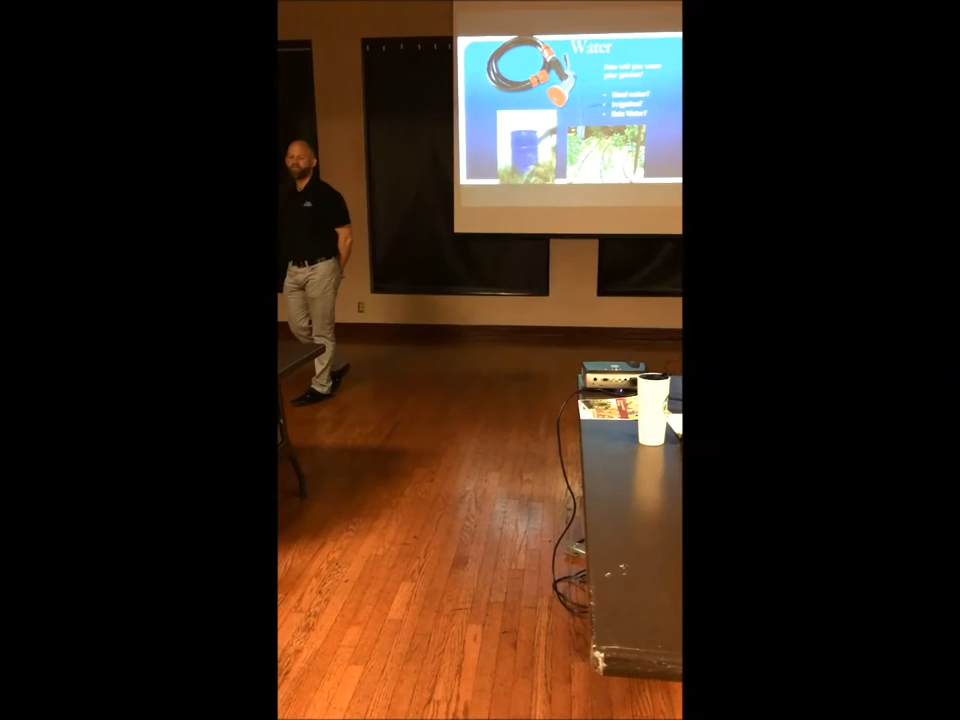 Water
How will you water
your garden?
• Hand water?
• Irrigation?
• Rain Water?